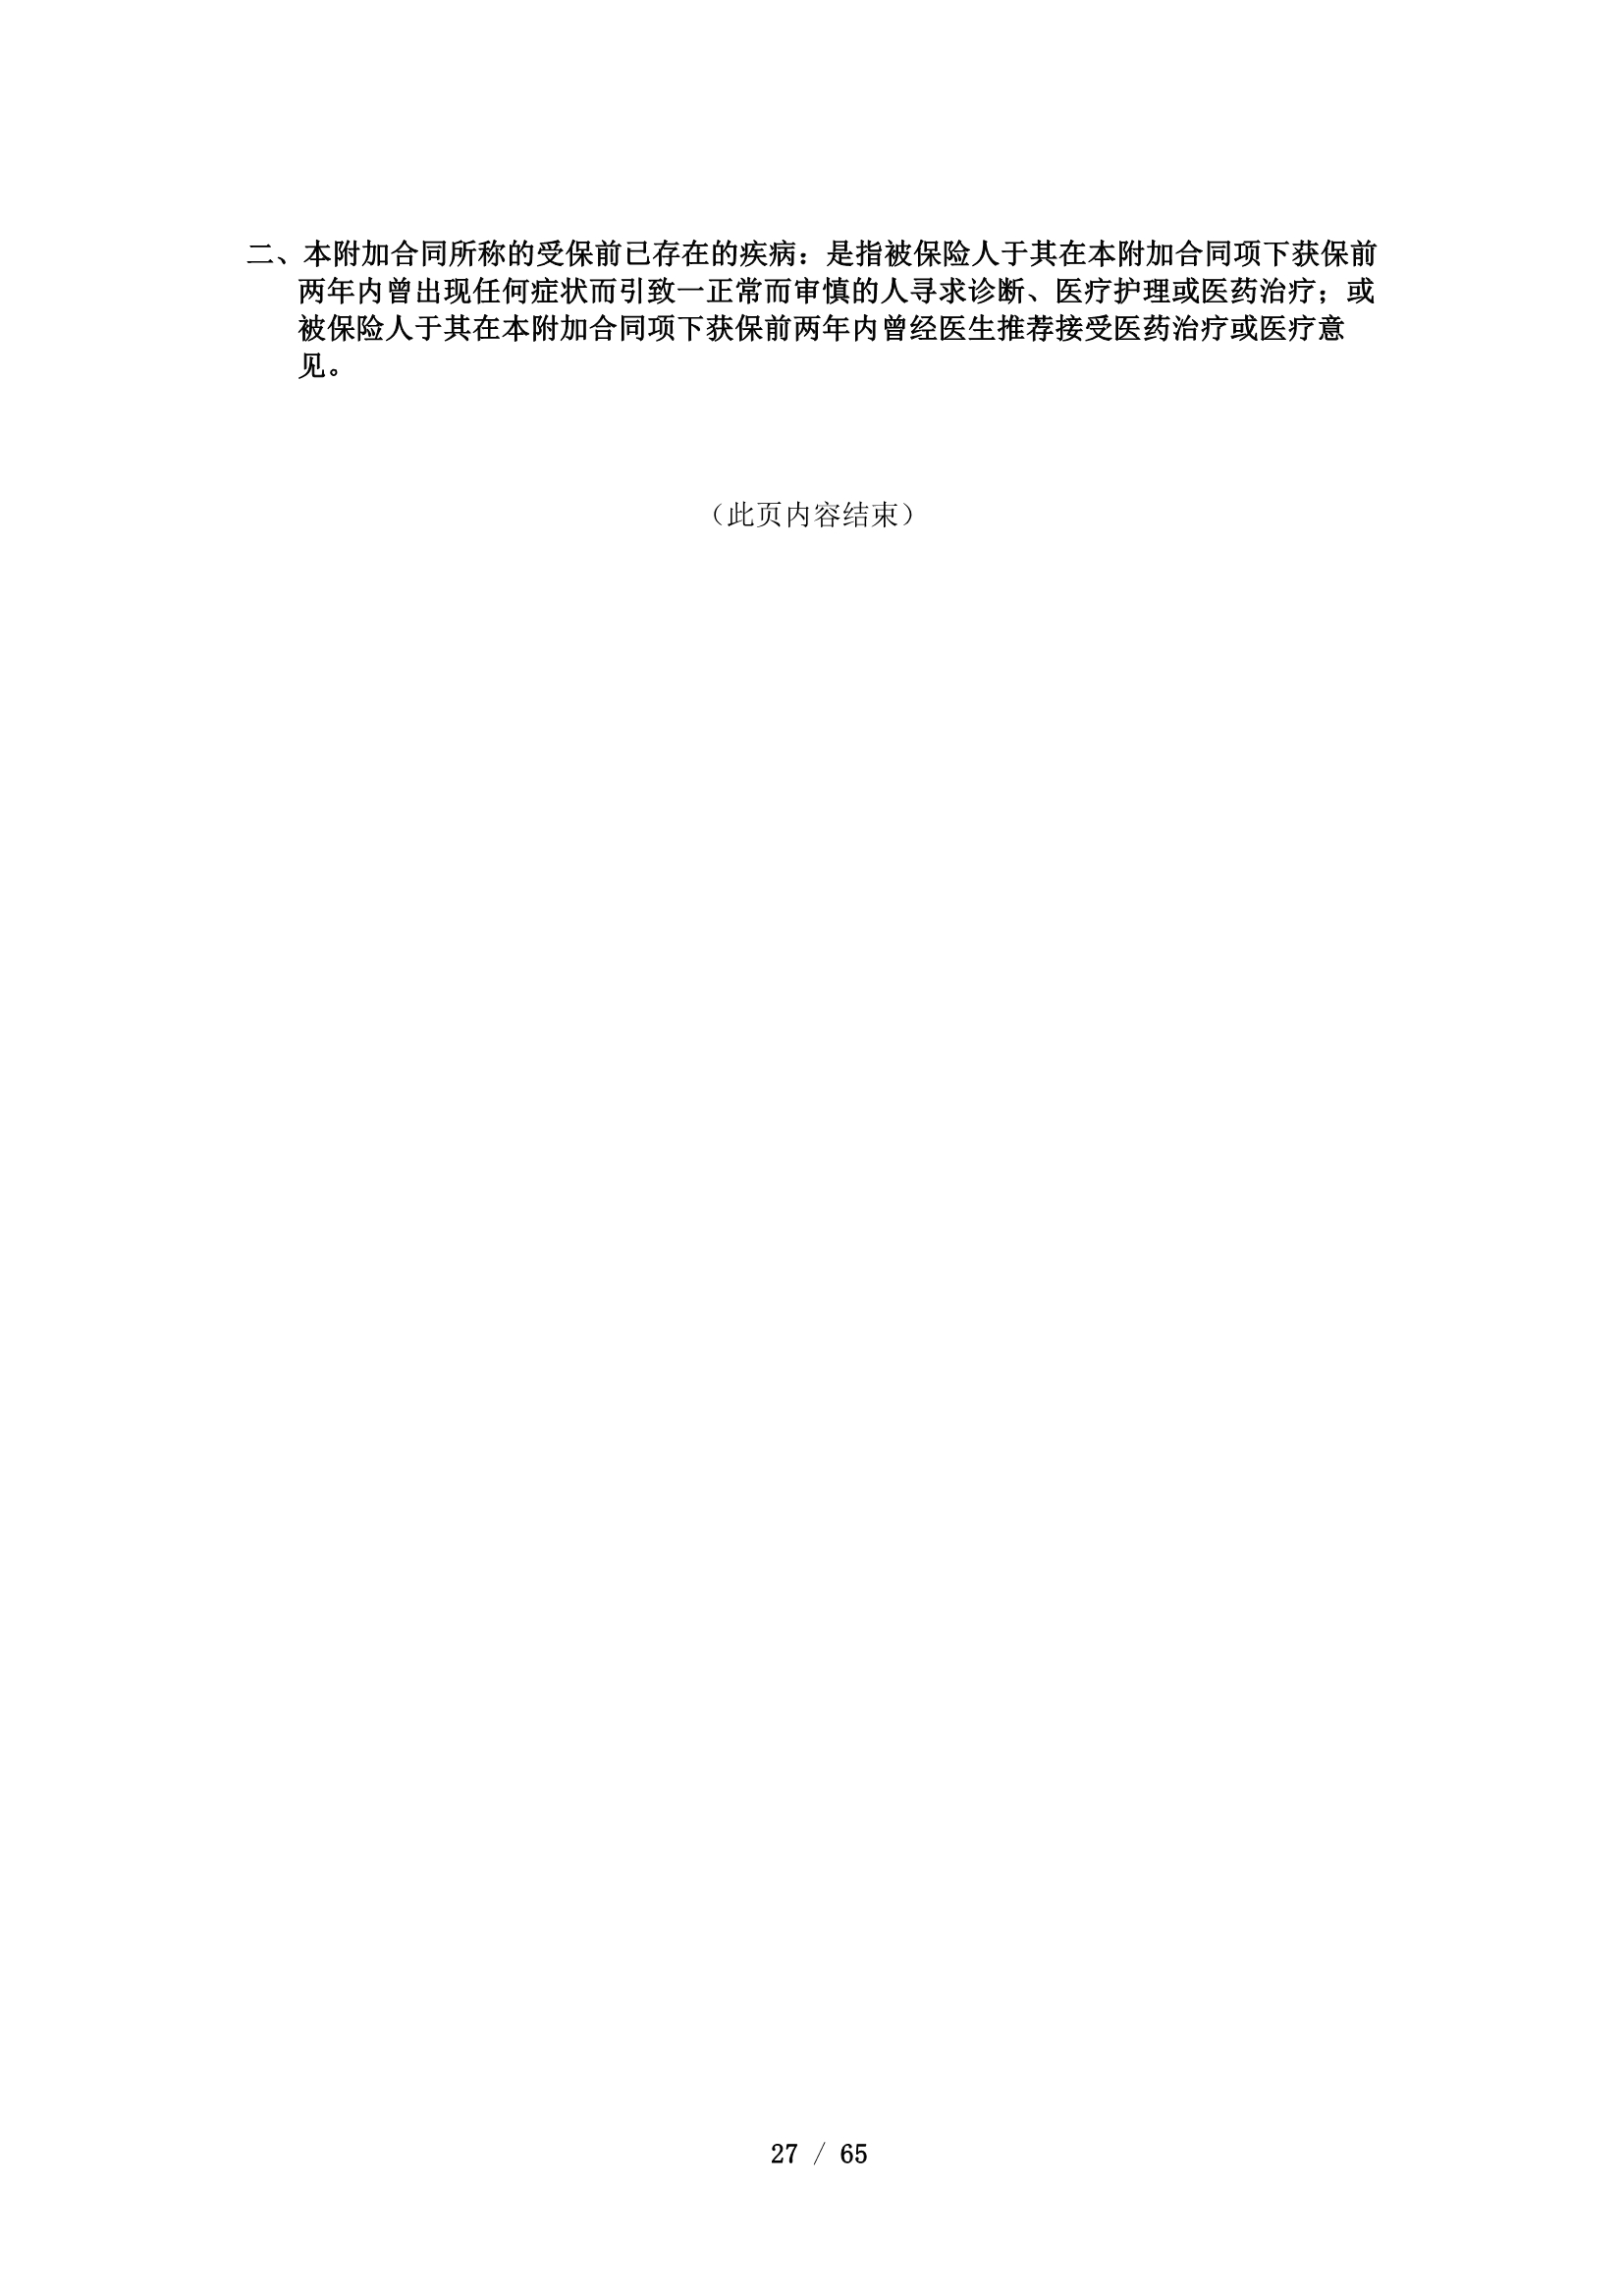 二、本附加合同所称的受保前已存在的疾病：是指被保险人于其在本附加合同项下获保前
两年内曾出现任何症状而引致一正常而审慎的人寻求诊断、医疗护理或医药治疗；或
被保险人于其在本附加合同项下获保前两年内曾经医生推荐接受医药治疗或医疗意
见。
（此页内容结束）
27 / 65